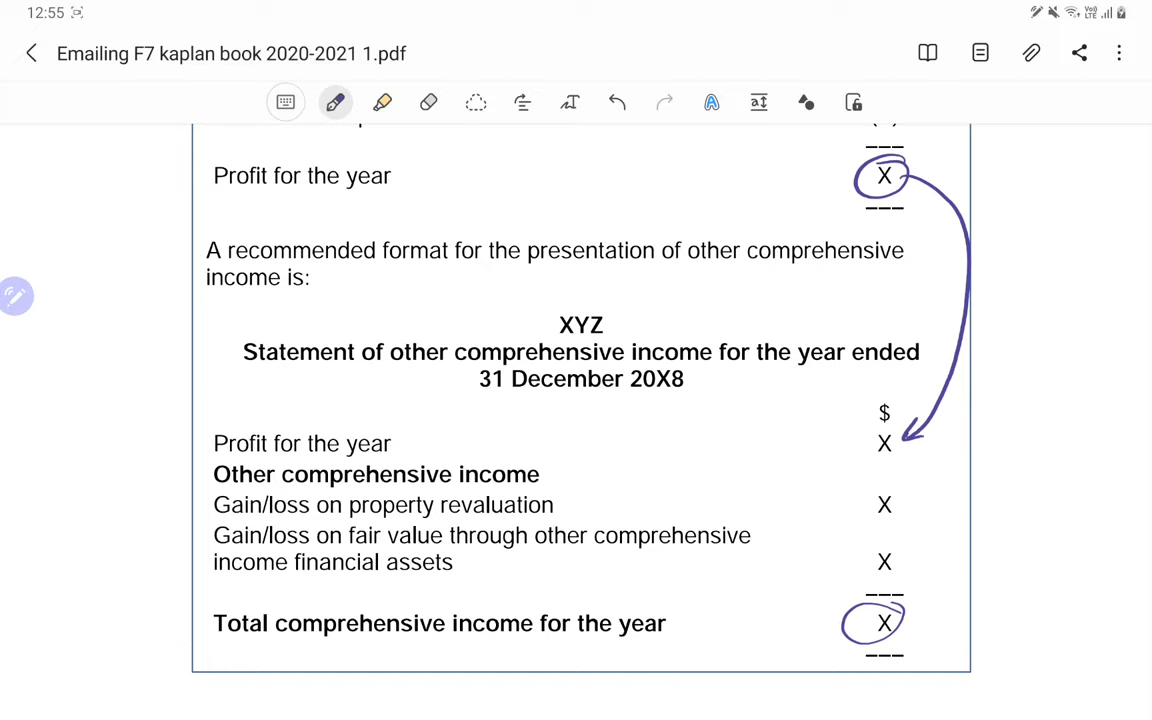 12:55
Emailing F7 kaplan book 2020-2021 1.pdf
Profit for the year X
A recommended format for the presentation of other comprehensive
income is:
XYZ
Statement of other comprehensive income for the year ended
31 December 20X8
$
Profit for the year X
Other comprehensive income
Gain/loss on property revaluation X
Gain/loss on fair value through other comprehensive
income financial assets X
Total comprehensive income for the year X